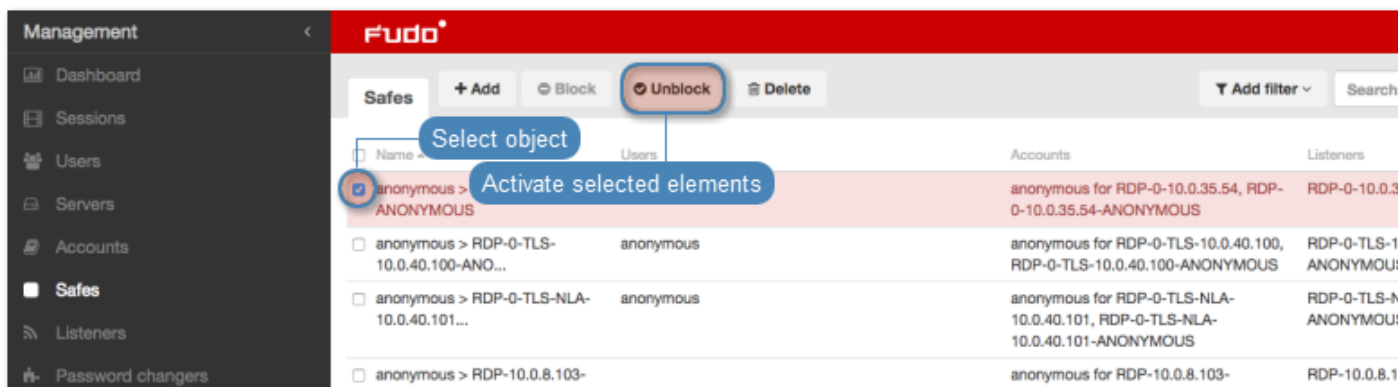 Management
Dashboard
Sessions
Users
Servers
Accounts
Safes
Listeners
Password changers
FUDO
Safes
+ Add
Block
Unblock
Delete
Add filter
Search
Select object
Activate selected elements
Name
Users
Accounts
Listeners
anonymous >
ANONYMOUS
anonymous for RDP-0-10.0.35.54, RDP-
0-10.0.35.54-ANONYMOUS
RDP-0-10.0.3
anonymous > RDP-0-TLS-
10.0.40.100-ANO...
anonymous
anonymous for RDP-0-TLS-10.0.40.100,
RDP-0-TLS-10.0.40.100-ANONYMOUS
RDP-0-TLS-1
ANONYMOUS
anonymous > RDP-0-TLS-NLA-
10.0.40.101...
anonymous
anonymous for RDP-0-TLS-NLA-
10.0.40.101, RDP-0-TLS-NLA-
10.0.40.101-ANONYMOUS
RDP-0-TLS-N
ANONYMOUS
anonymous > RDP-10.0.8.103-
anonymous for RDP-10.0.8.103-
RDP-10.0.8.1